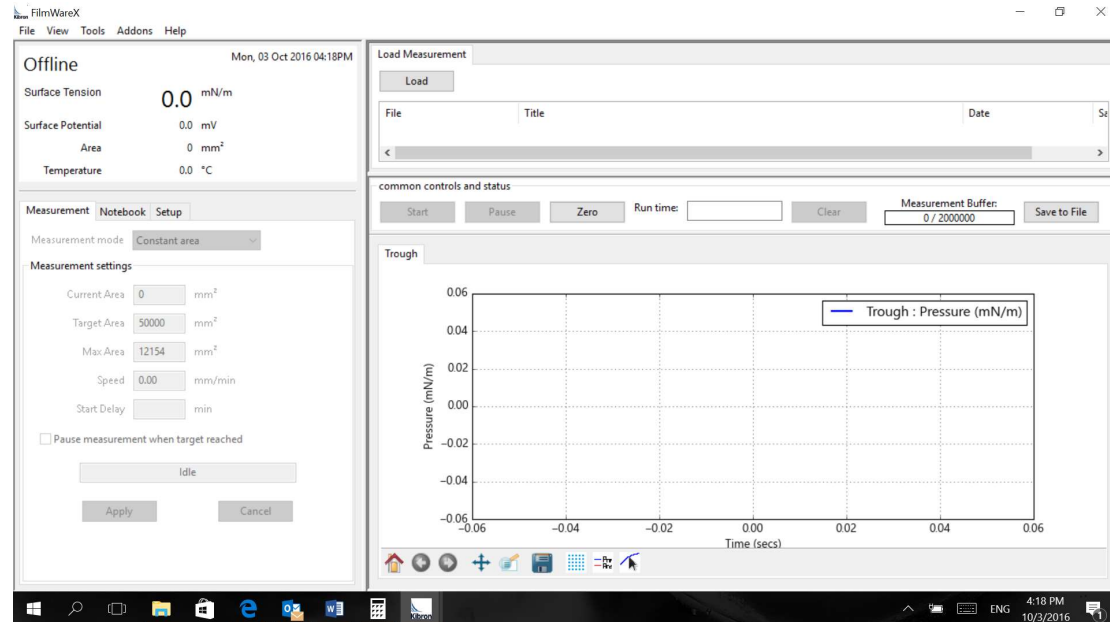 FilmWareX
File View Tools Addons Help
Offline
Mon, 03 Oct 2016 04:18PM
Surface Tension 0.0 mN/m
Surface Potential 0.0 mV
Area 0 mm²
Temperature 0.0 °C
Measurement Notebook Setup
Measurement mode Constant area
Measurement settings
Current Area 0 mm²
Target Area 50000 mm²
Max Area 12154 mm²
Speed 0.00 mm/min
Start Delay min
Pause measurement when target reached
Idle
Apply Cancel
Load Measurement
Load
File Title Date Sa
common controls and status
Start Pause Zero Run time: Clear Measurement Buffer: Save to File
0 / 2000000
Trough
Trough : Pressure (mN/m)
Pressure (mN/m)
0.06
0.04
0.02
0.00
−0.02
−0.04
−0.06
−0.06 −0.04 −0.02 0.00 0.02 0.04 0.06
Time (secs)
Kibron
ENG
4:18 PM
10/3/2016
1